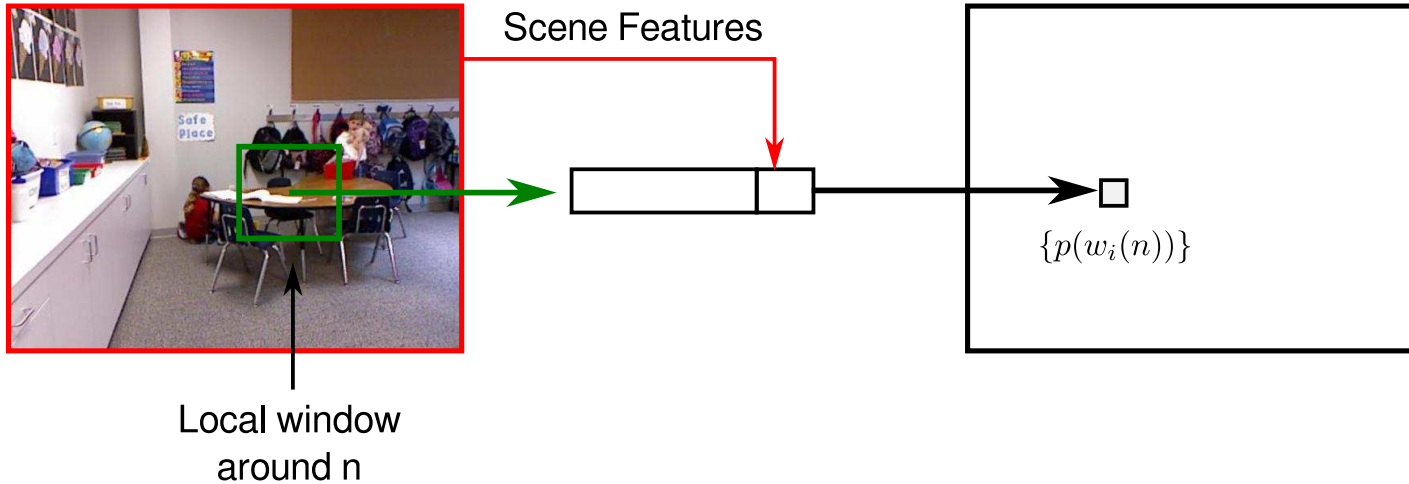 Scene Features
Safe
Place
{p(w_i(n))}
Local window
around n